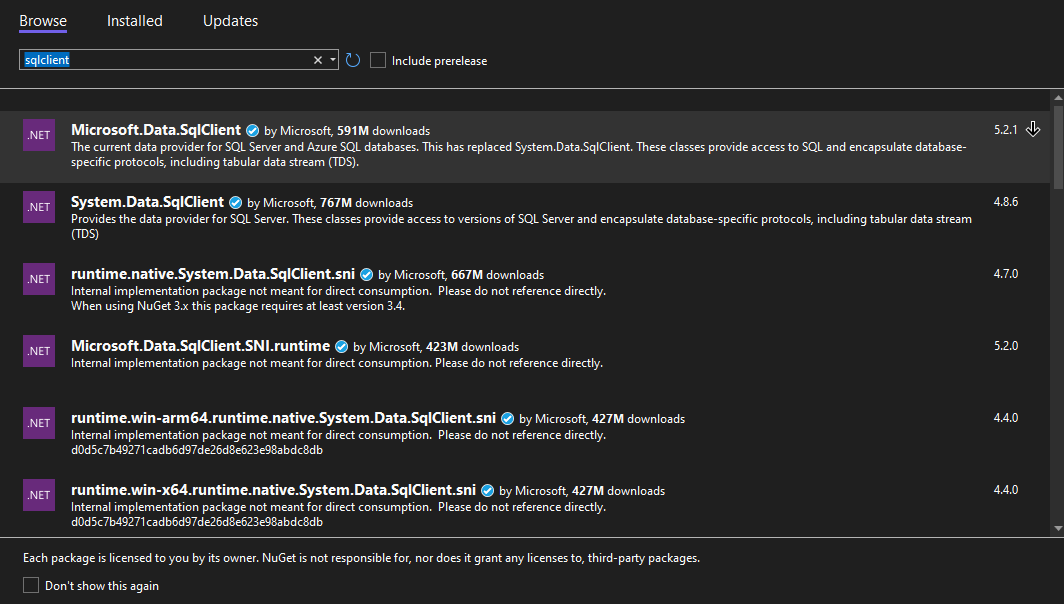 Browse Installed Updates
sqlclient Include prerelease
.NET Microsoft.Data.SqlClient by Microsoft, 591M downloads 5.2.1
The current data provider for SQL Server and Azure SQL databases. This has replaced System.Data.SqlClient. These classes provide access to SQL and encapsulate database-
specific protocols, including tabular data stream (TDS).
.NET System.Data.SqlClient by Microsoft, 767M downloads 4.8.6
Provides the data provider for SQL Server. These classes provide access to versions of SQL Server and encapsulate database-specific protocols, including tabular data stream
(TDS)
.NET runtime.native.System.Data.SqlClient.sni by Microsoft, 667M downloads 4.7.0
Internal implementation package not meant for direct consumption.  Please do not reference directly.
When using NuGet 3.x this package requires at least version 3.4.
.NET Microsoft.Data.SqlClient.SNI.runtime by Microsoft, 423M downloads 5.2.0
Internal implementation package not meant for direct consumption. Please do not reference directly.
.NET runtime.win-arm64.runtime.native.System.Data.SqlClient.sni by Microsoft, 427M downloads 4.4.0
Internal implementation package not meant for direct consumption.  Please do not reference directly.
d0d5c7b49271cadb6d97de26d8e623e98abdc8db
.NET runtime.win-x64.runtime.native.System.Data.SqlClient.sni by Microsoft, 427M downloads 4.4.0
Internal implementation package not meant for direct consumption.  Please do not reference directly.
d0d5c7b49271cadb6d97de26d8e623e98abdc8db
Each package is licensed to you by its owner. NuGet is not responsible for, nor does it grant any licenses to, third-party packages.
Don't show this again